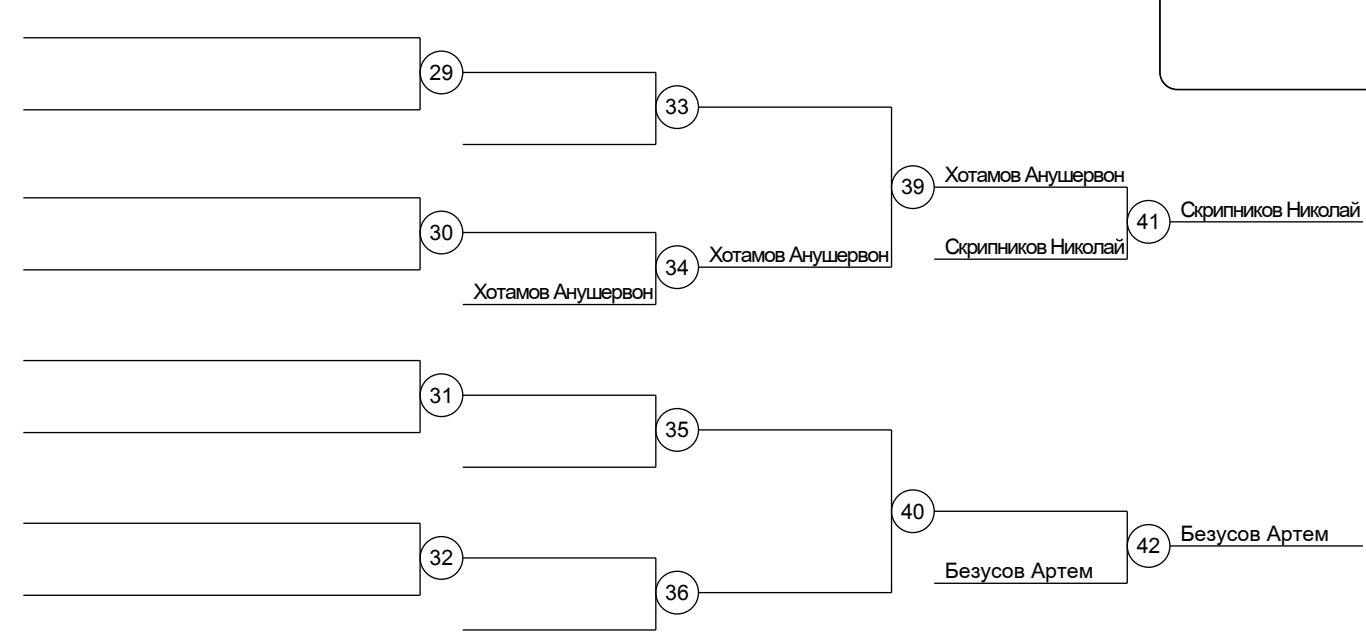 29
33
39
Хотамов Анушервон
30
41
Скрипников Николай
34
Хотамов Анушервон
Скрипников Николай
Хотамов Анушервон
31
35
40
32
42
Безусов Артем
36
Безусов Артем